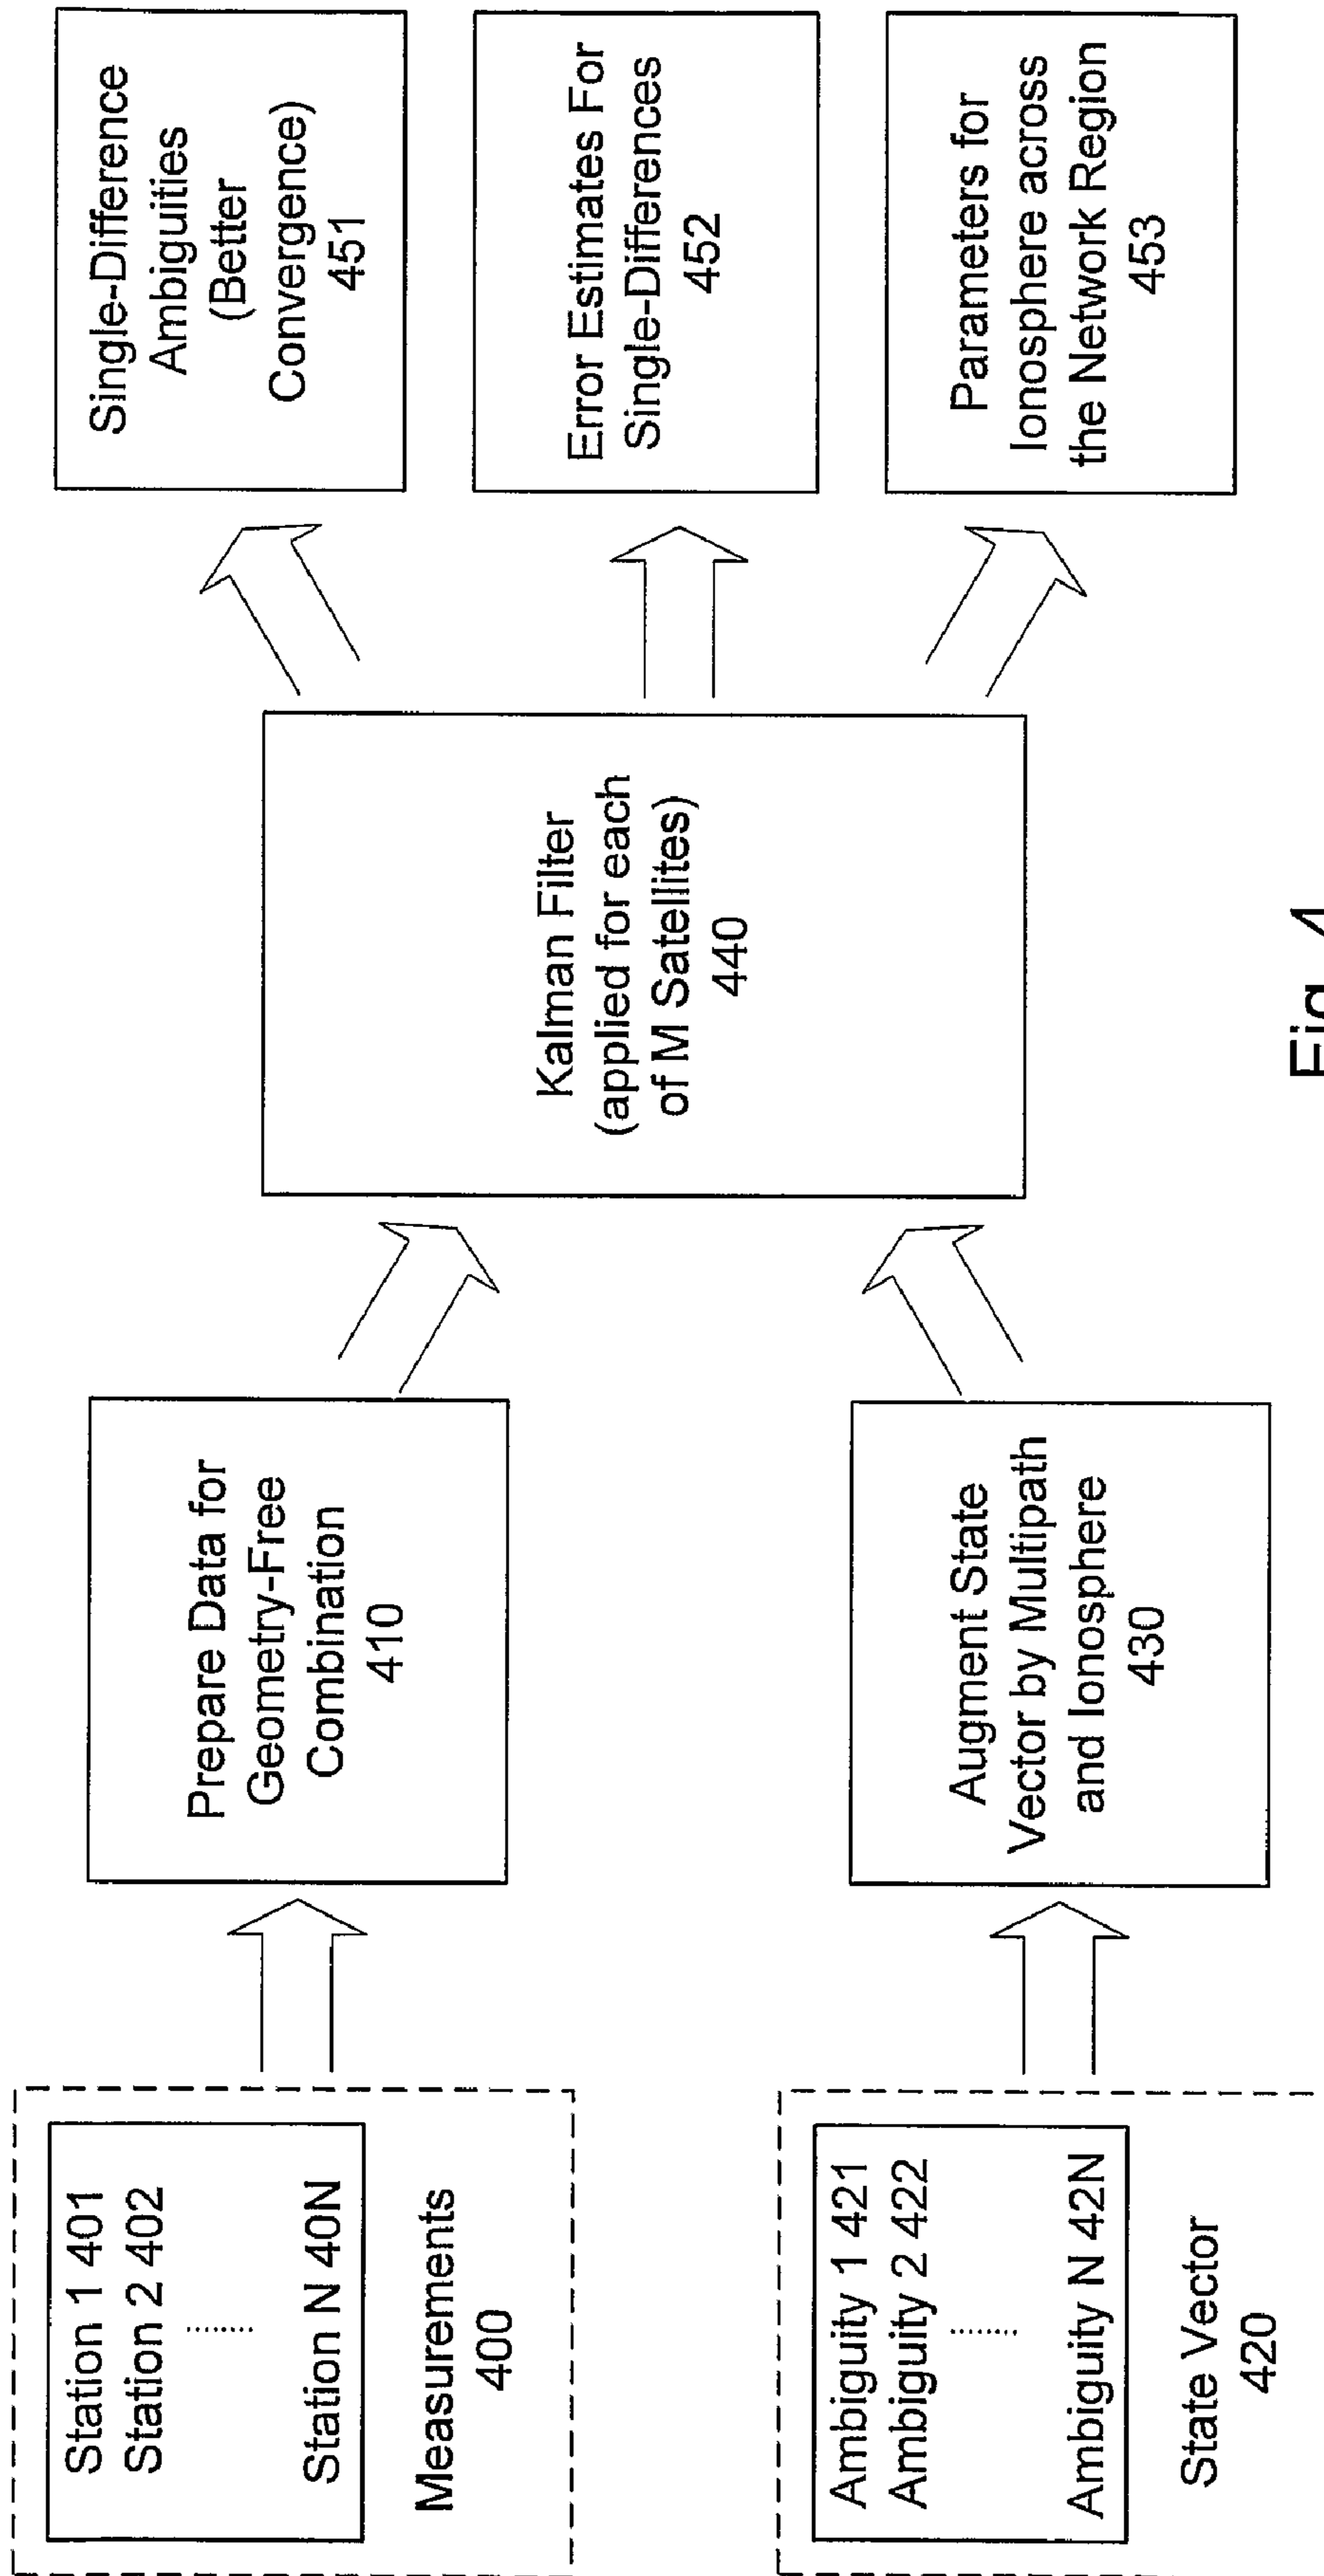 Station 1 401
Station 2 402
........
Station N 40N
Measurements
400
Ambiguity 1 421
Ambiguity 2 422
........
Ambiguity N 42N
State Vector
420
Prepare Data for
Geometry-Free
Combination
410
Augment State
Vector by Multipath
and Ionosphere
430
Kalman Filter
(applied for each
of M Satellites)
440
Single-Difference
Ambiguities
(Better
Convergence)
451
Error Estimates For
Single-Differences
452
Parameters for
Ionosphere across
the Network Region
453
Fig. 4